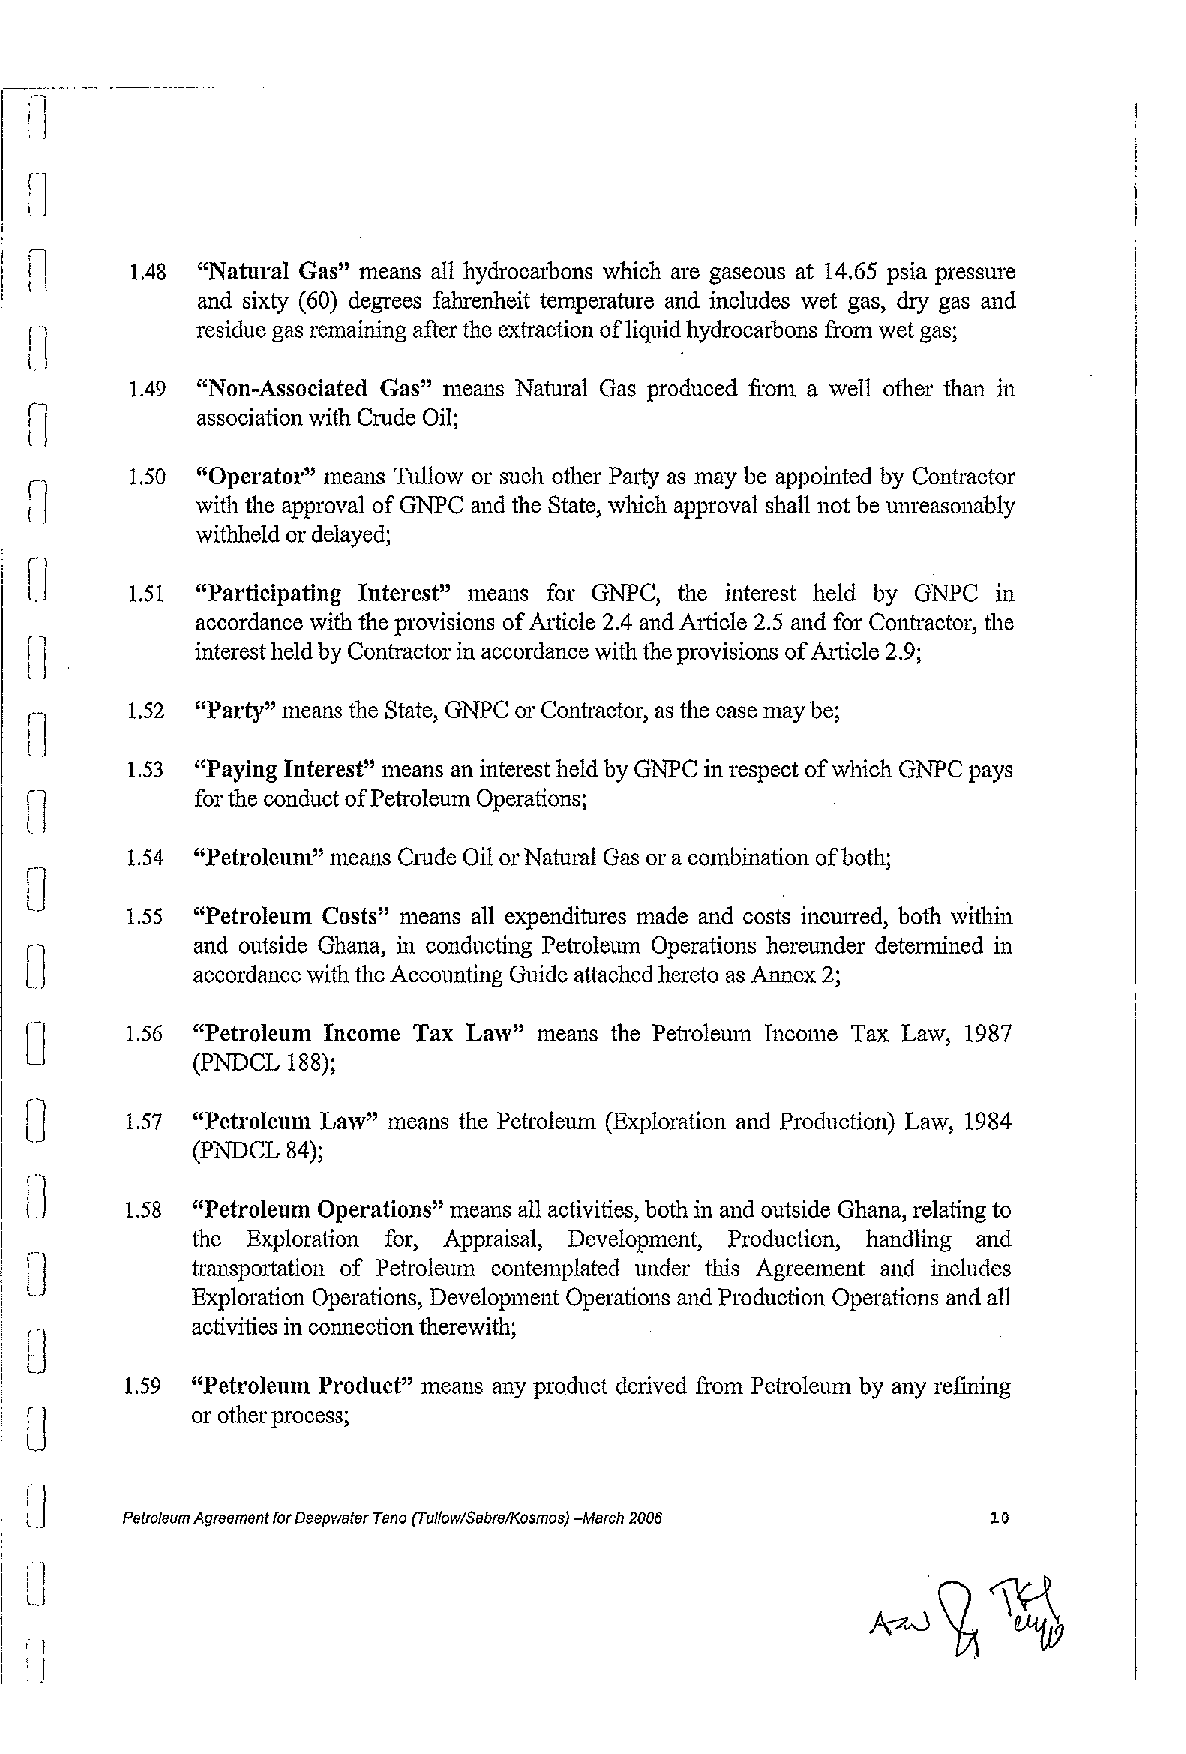 1.48 “Natural Gas” means all hydrocarbons which are gaseous at 14.65 psia pressure
and sixty (60) degrees fahrenheit temperature and includes wet gas, dry gas and
residue gas remaining after the extraction of liquid hydrocarbons from wet gas;
1.49 “Non-Associated Gas” means Natural Gas produced from a well other than in
association with Crude Oil;
1.50 “Operator” means Tullow or such other Party as may be appointed by Contractor
with the approval of GNPC and the State, which approval shall not be unreasonably
withheld or delayed;
1.51 “Participating Interest” means for GNPC, the interest held by GNPC in
accordance with the provisions of Article 2.4 and Article 2.5 and for Contractor, the
interest held by Contractor in accordance with the provisions of Article 2.9;
1.52 “Party” means the State, GNPC or Contractor, as the case may be;
1.53 “Paying Interest” means an interest held by GNPC in respect of which GNPC pays
for the conduct of Petroleum Operations;
1.54 “Petroleum” means Crude Oil or Natural Gas or a combination of both;
1.55 “Petroleum Costs” means all expenditures made and costs incurred, both within
and outside Ghana, in conducting Petroleum Operations hereunder determined in
accordance with the Accounting Guide attached hereto as Annex 2;
1.56 “Petroleum Income Tax Law” means the Petroleum Income Tax Law, 1987
(PNDCL 188);
1.57 “Petroleum Law” means the Petroleum (Exploration and Production) Law, 1984
(PNDCL 84);
1.58 “Petroleum Operations” means all activities, both in and outside Ghana, relating to
the Exploration for, Appraisal, Development, Production, handling and
transportation of Petroleum contemplated under this Agreement and includes
Exploration Operations, Development Operations and Production Operations and all
activities in connection therewith;
1.59 “Petroleum Product” means any product derived from Petroleum by any refining
or other process;
Petroleum Agreement for Deepwater Tano (Tullow/Sabre/Kosmos) –March 2006 10